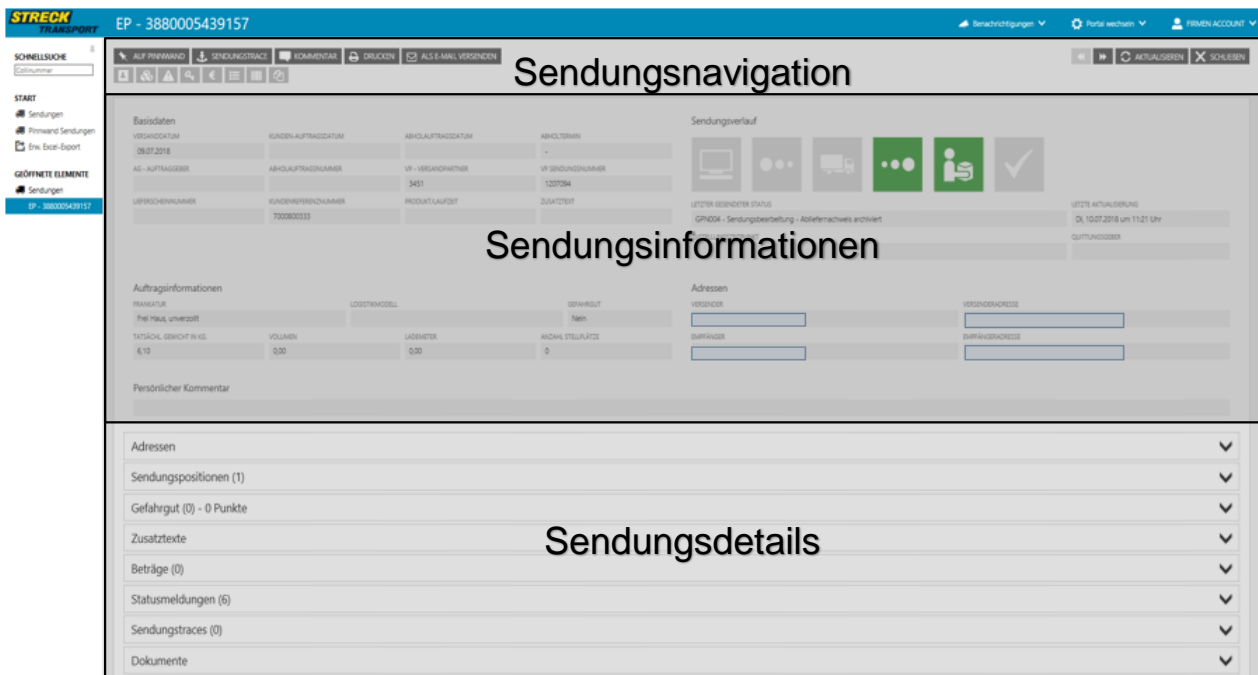 STRECK
TRANSPORT
EP - 3880005439157
Benachrichtigungen
Portal wechseln
FIRMEN ACCOUNT
SCHNELLSUCHE
Collinummer
START
Sendungen
Pinnwand Sendungen
Erw. Excel-Export
GEÖFFNETE ELEMENTE
Sendungen
EP - 3880005439157
AUF PINNWAND SENDUNGSTRACE KOMMENTAR DRUCKEN ALS E-MAIL VERSENDEN
AKTUALISIEREN SCHLIEßEN
Sendungsnavigation
Basisdaten
VERSANDDATUM KUNDEN-AUFTRAGSDATUM ABHOLAUFTRAGSDATUM ABHOLTERMIN
09.07.2018 -
AG - AUFTRAGGEBER ABHOLAUFTRAGSNUMMER VP - VERSANDPARTNER VP SENDUNGSNUMMER
3451 1207094
LIEFERSCHEINNUMMER KUNDENREFERENZNUMMER PRODUKT/LAUFZEIT ZUSATZTEXT
7000800333
Sendungsverlauf
LETZTER GESENDETER STATUS LETZTE AKTUALISIERUNG
GPN004 - Sendungsbearbeitung - Abliefernachweis archiviert Di, 10.07.2018 um 11:21 Uhr
QUITTUNGSGEBER
Sendungsinformationen
Auftragsinformationen
FRANKATUR LOGISTIKMODELL GEFAHRGUT
Frei Haus, unverzollt Nein
TATSÄCHL. GEWICHT IN KG. VOLUMEN LADEMETER ANZAHL STELLPLÄTZE
6,10 0,00 0,00 0
Adressen
VERSENDER VERSENDERADRESSE
EMPFÄNGER EMPFÄNGERADRESSE
Persönlicher Kommentar
Adressen
Sendungspositionen (1)
Gefahrgut (0) - 0 Punkte
Zusatztexte
Sendungsdetails
Beträge (0)
Statusmeldungen (6)
Sendungstraces (0)
Dokumente